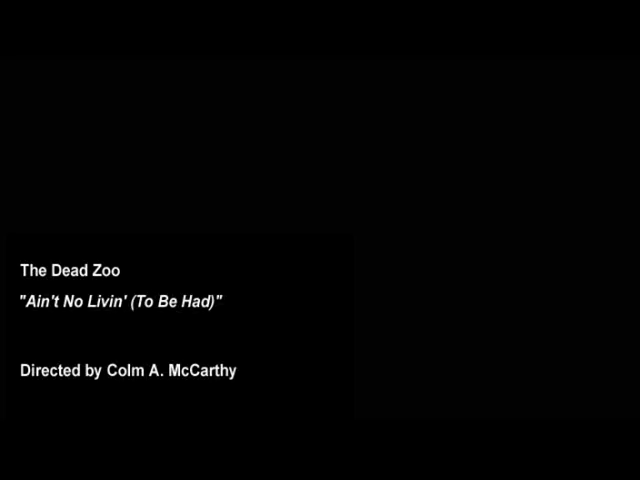 The Dead Zoo
"Ain't No Livin' (To Be Had)"
Directed by Colm A. McCarthy